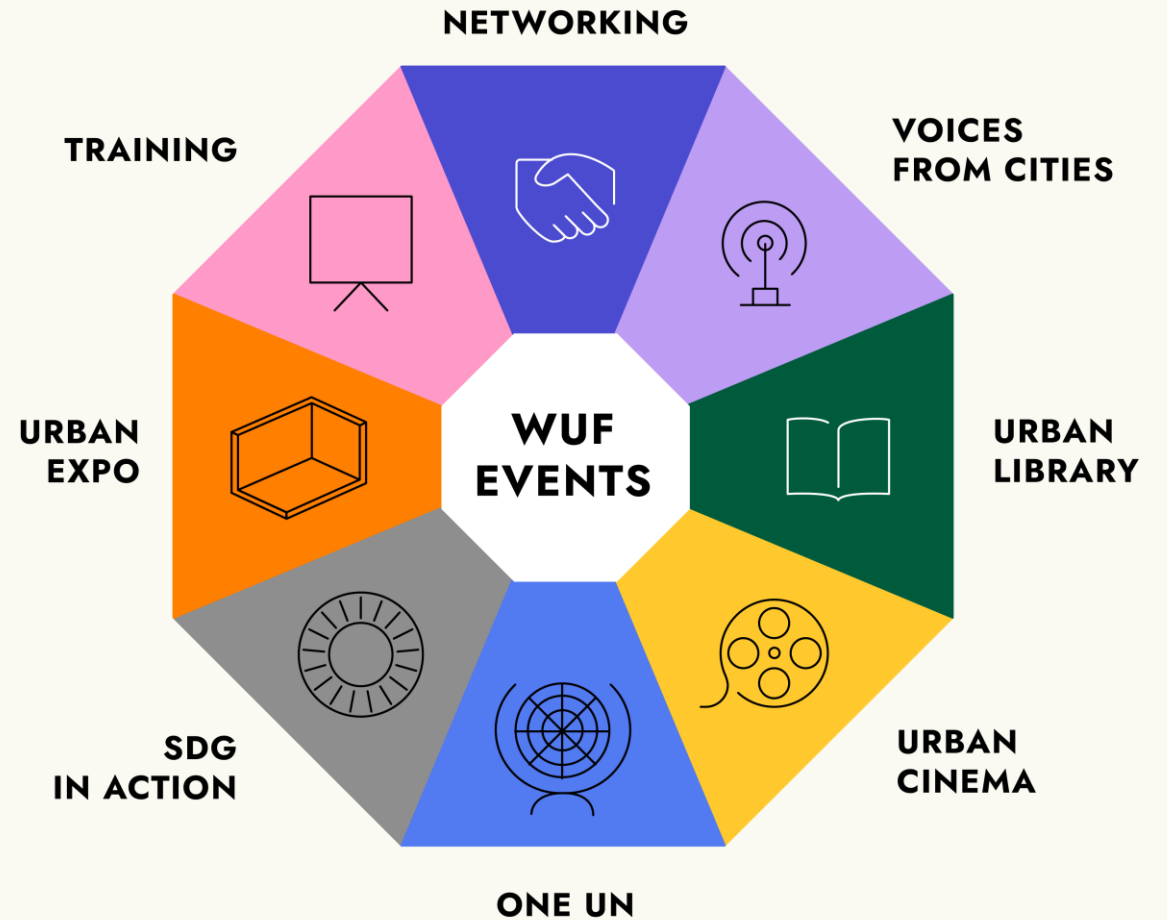 NETWORKING
TRAINING
VOICES
FROM CITIES
URBAN
EXPO
WUF
EVENTS
URBAN
LIBRARY
SDG
IN ACTION
URBAN
CINEMA
ONE UN